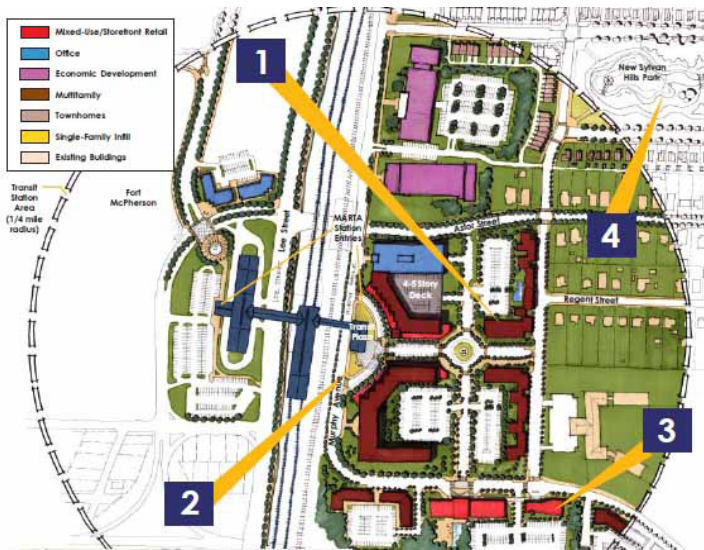 Mixed-Use/Storefront Retail
Office
Economic Development
Multifamily
Townhomes
Single-Family Infill
Existing Buildings
1
New Sylvan
Hills Park
Transit
Station
Area
(1/4 mile
radius)
Fort
McPherson
Lee Street
MARTA
Station
Entries
Astor Street
4
4-5 Story
Deck
Regent Street
Transit Plaza
Murphy Avenue
2
3